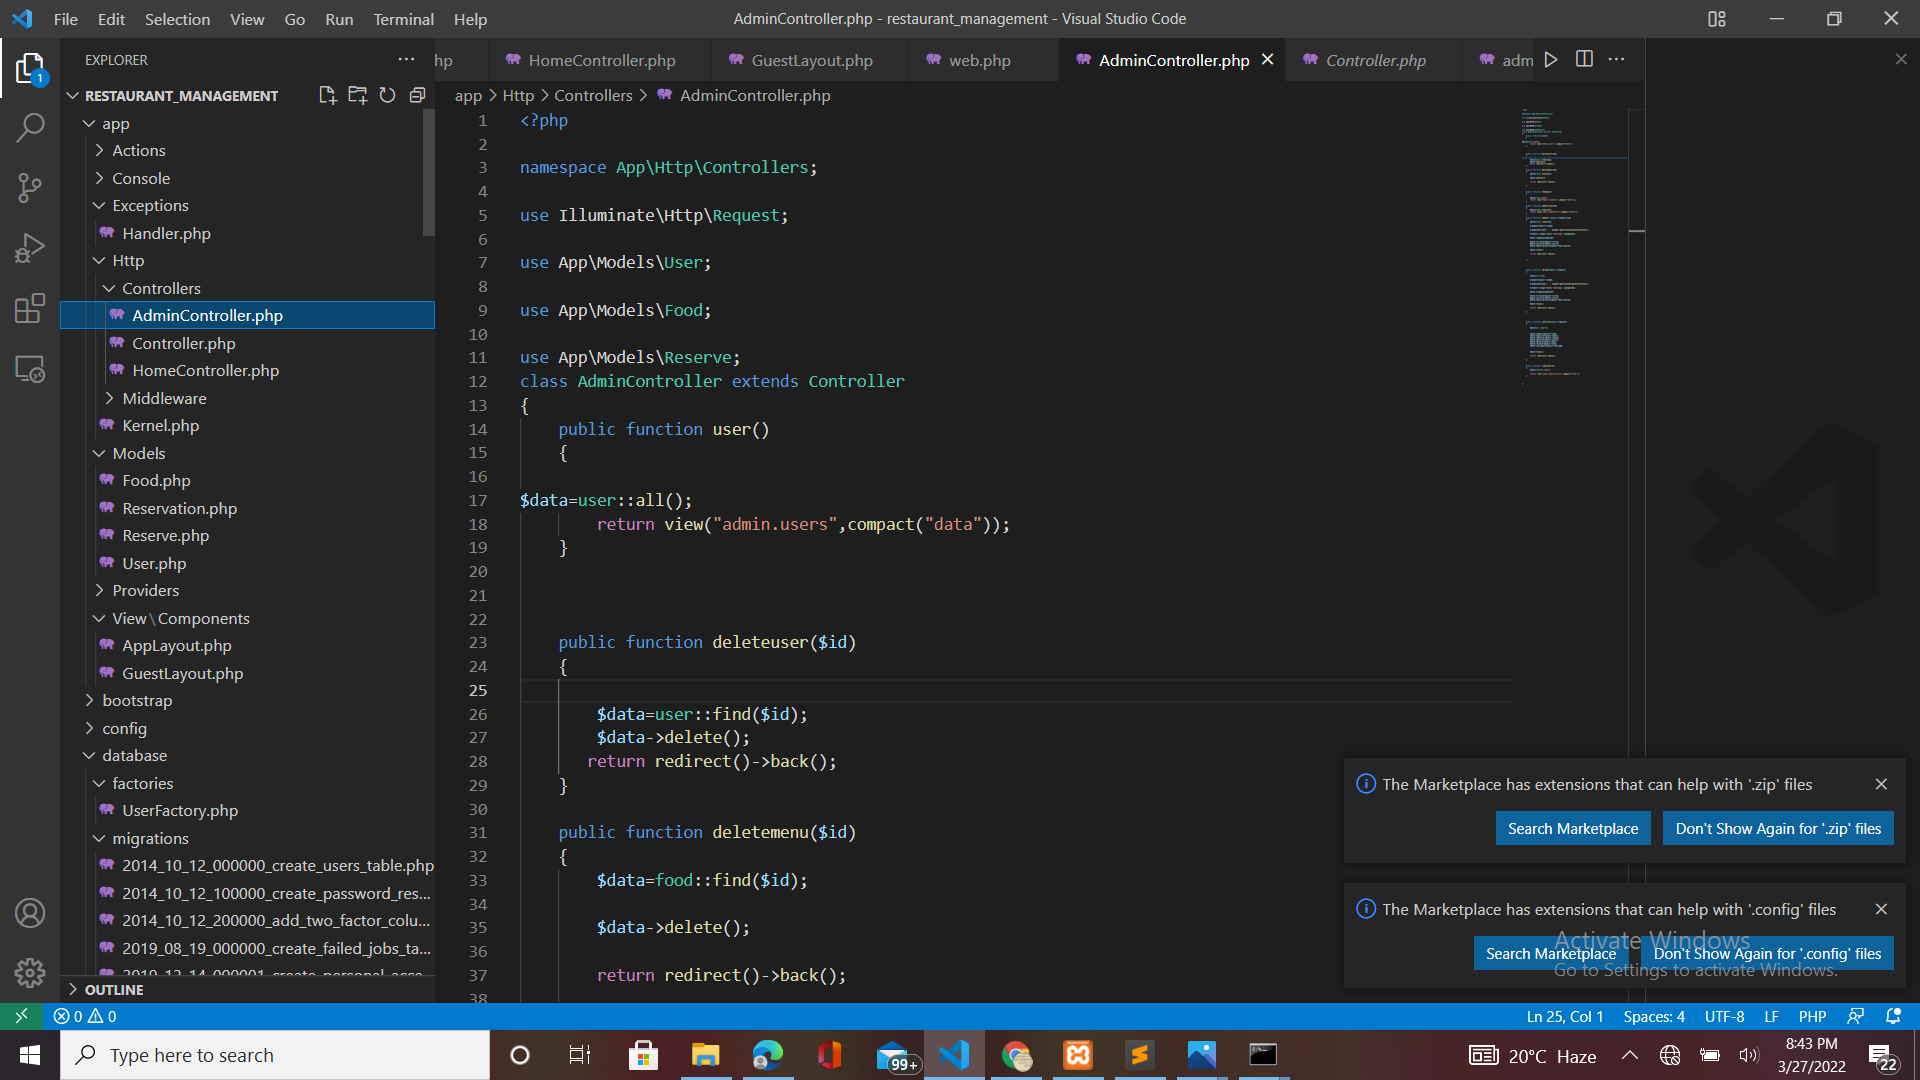 File Edit Selection View Go Run Terminal Help
AdminController.php - restaurant_management - Visual Studio Code
EXPLORER
hp HomeController.php GuestLayout.php web.php AdminController.php Controller.php adm
RESTAURANT_MANAGEMENT
app > Http > Controllers > AdminController.php
app
Actions
Console
Exceptions
Handler.php
Http
Controllers
AdminController.php
Controller.php
HomeController.php
Middleware
Kernel.php
Models
Food.php
Reservation.php
Reserve.php
User.php
Providers
View\Components
AppLayout.php
GuestLayout.php
bootstrap
config
database
factories
UserFactory.php
migrations
2014_10_12_000000_create_users_table.php
2014_10_12_100000_create_password_res...
2014_10_12_200000_add_two_factor_colu...
2019_08_19_000000_create_failed_jobs_ta...
2019_12_14_000001_create_personal_acce...
OUTLINE
1 <?php
2
3 namespace App\Http\Controllers;
4
5 use Illuminate\Http\Request;
6
7 use App\Models\User;
8
9 use App\Models\Food;
10
11 use App\Models\Reserve;
12 class AdminController extends Controller
13 {
14 public function user()
15 {
16
17 $data=user::all();
18 return view("admin.users",compact("data"));
19 }
20
21
22
23 public function deleteuser($id)
24 {
25
26 $data=user::find($id);
27 $data->delete();
28 return redirect()->back();
29 }
30
31 public function deletemenu($id)
32 {
33 $data=food::find($id);
34
35 $data->delete();
36
37 return redirect()->back();
38
The Marketplace has extensions that can help with '.zip' files
Search Marketplace Don't Show Again for '.zip' files
The Marketplace has extensions that can help with '.config' files
Search Marketplace Don't Show Again for '.config' files
Activate Windows
Go to Settings to activate Windows.
0 0 Ln 25, Col 1 Spaces: 4 UTF-8 LF PHP
Type here to search
99+
20°C Haze
8:43 PM
3/27/2022
22
1